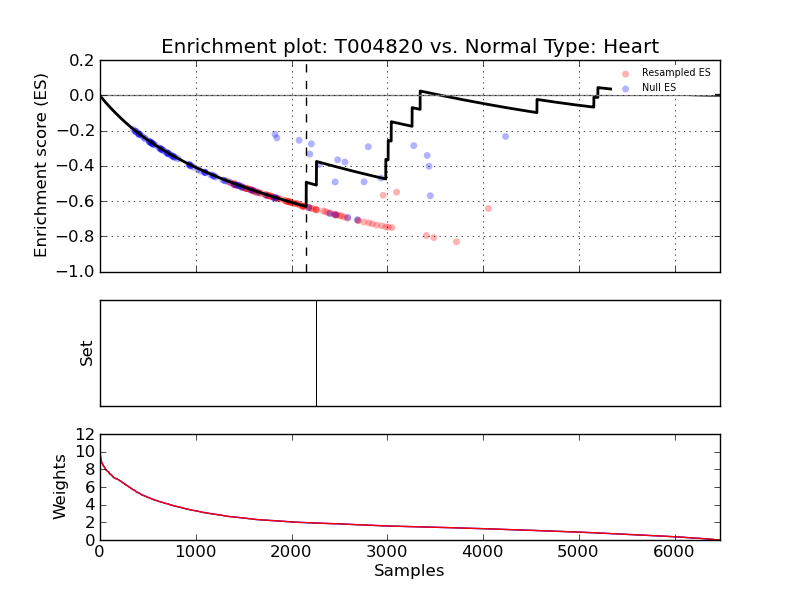 Enrichment plot: T004820 vs. Normal Type: Heart
Enrichment score (ES)
0.2
0.0
−0.2
−0.4
−0.6
−0.8
−1.0
Resampled ES
Null ES
Set
Weights
12
10
8
6
4
2
0
0 1000 2000 3000 4000 5000 6000
Samples